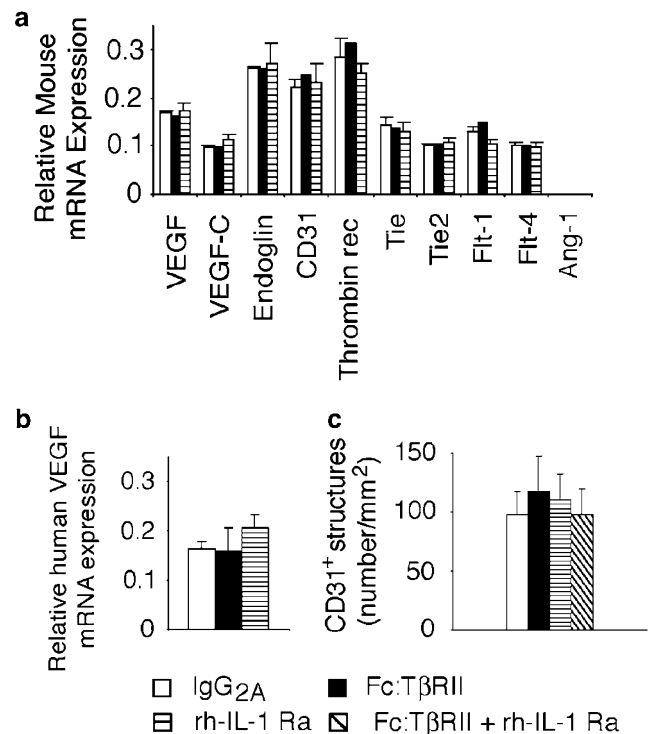 a
Relative Mouse
mRNA Expression
0.3
0.2
0.1
0
VEGF
VEGF-C
Endoglin
CD31
Thrombin rec
Tie
Tie2
Flt-1
Flt-4
Ang-1
b
Relative human VEGF
mRNA expression
0.3
0.2
0.1
0
c
CD31+ structures
(number/mm2)
150
100
50
0
IgG2A
Fc:TβRII
rh-IL-1 Ra
Fc:TβRII + rh-IL-1 Ra